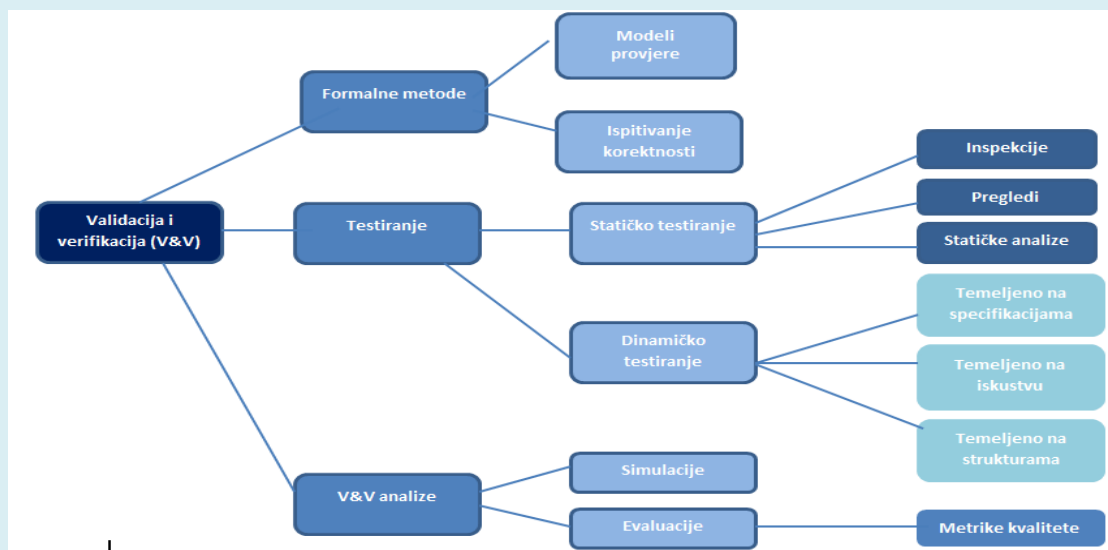 Modeli
provjere
Formalne metode
Ispitivanje
korektnosti
Inspekcije
Pregledi
Validacija i
verifikacija (V&V)
Testiranje
Statičko testiranje
Statičke analize
Temeljeno na
specifikacijama
Dinamičko
testiranje
Temeljeno na
iskustvu
Temeljeno na
strukturama
Simulacije
V&V analize
Evaluacije
Metrike kvalitete